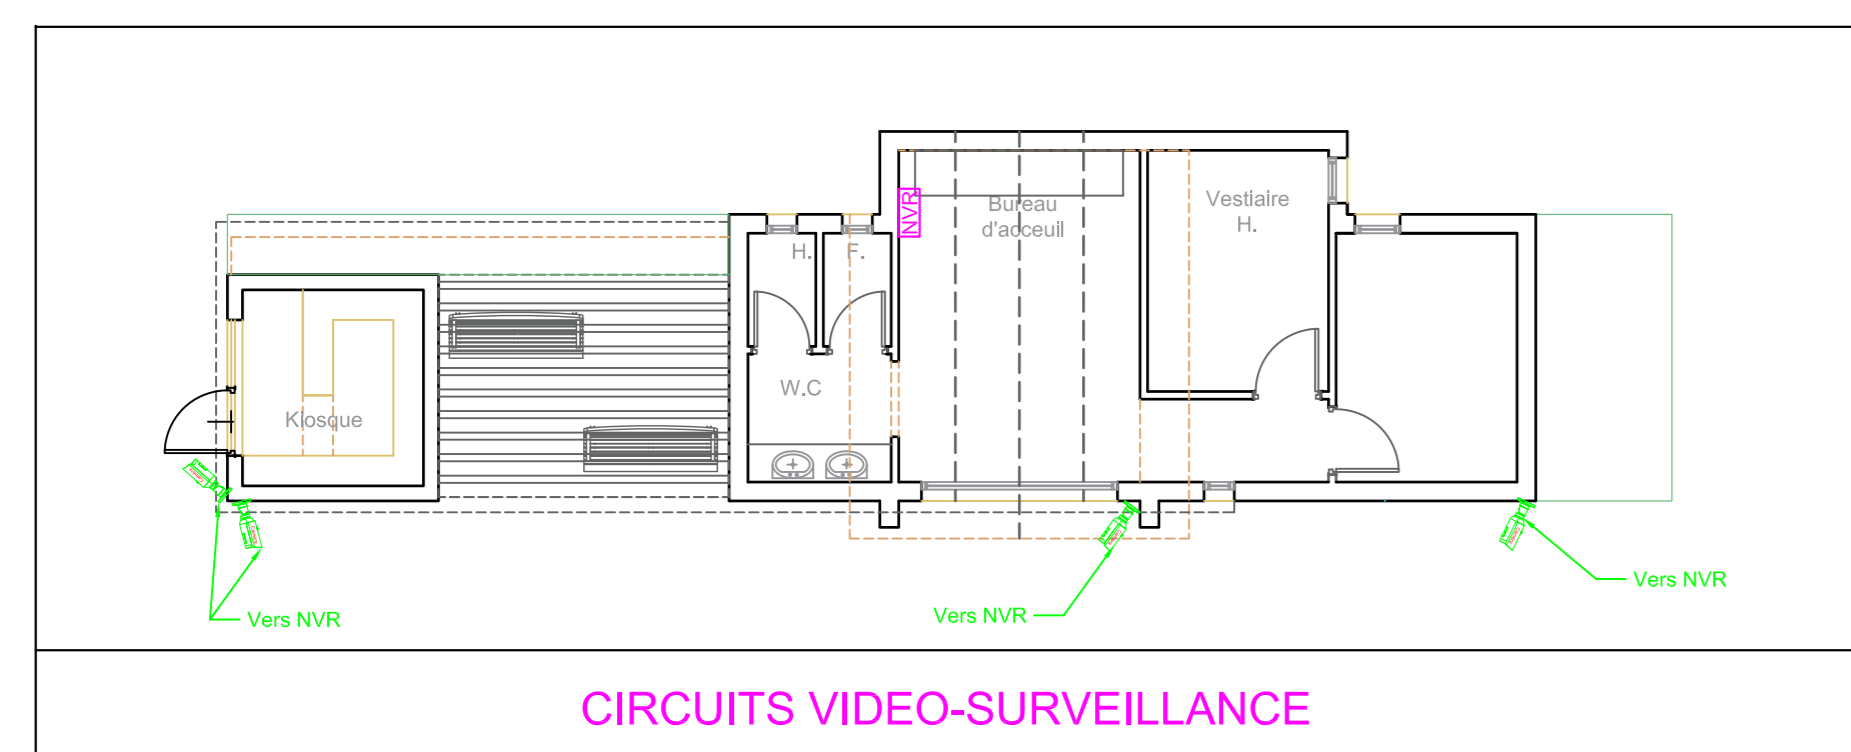 NVR
Bureau
d'acceuil
Vestiaire
H.
H.
F.
W.C
Kiosque
Vers NVR
Vers NVR
Vers NVR
CIRCUITS VIDEO-SURVEILLANCE